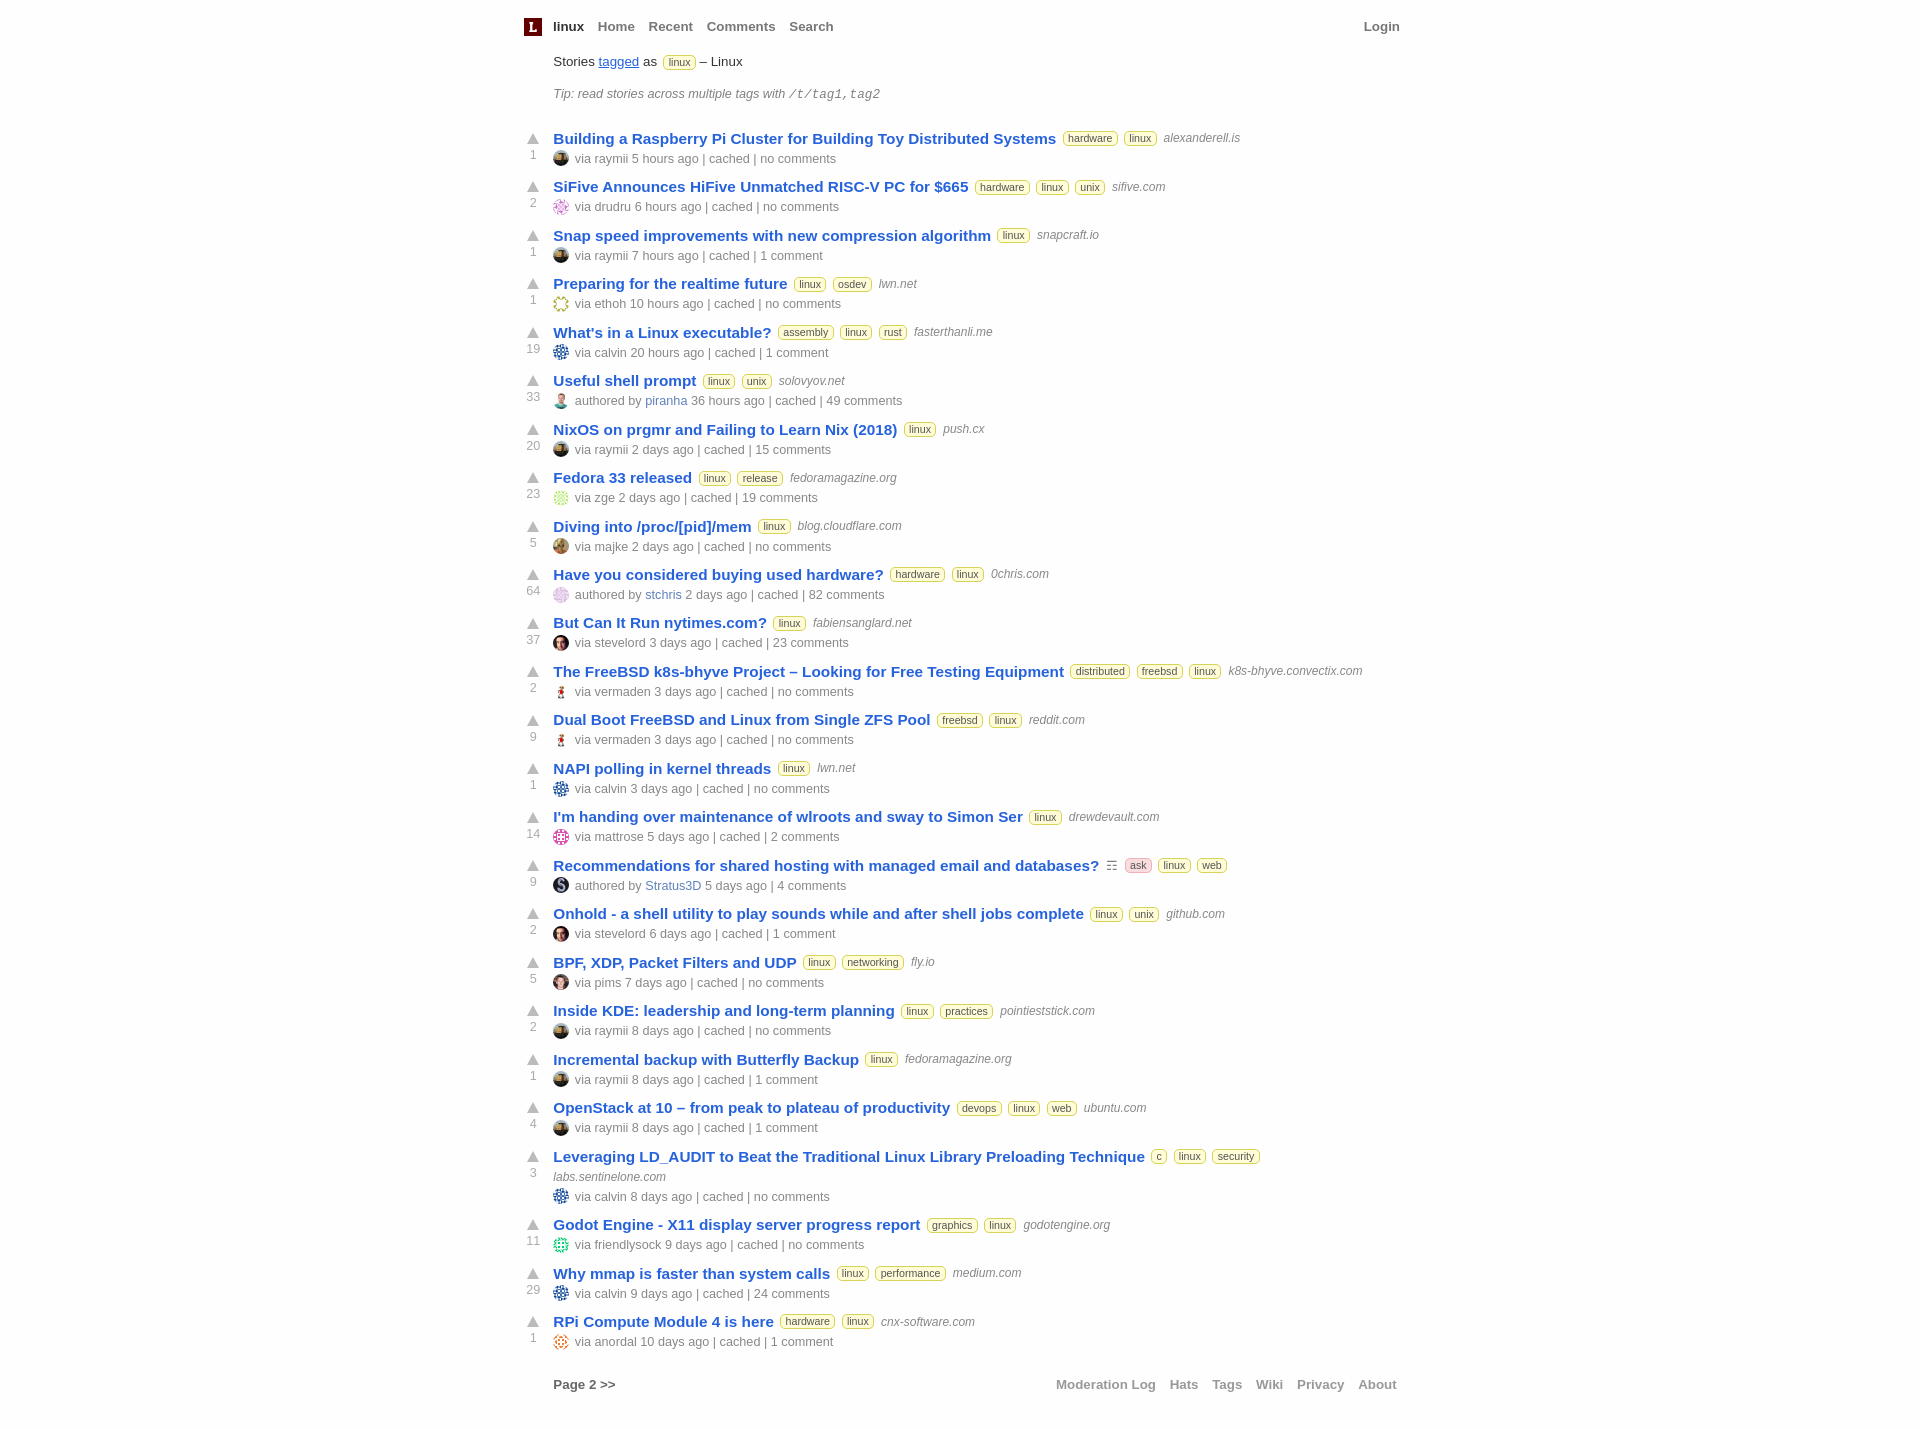 L linux Home Recent Comments Search Login
Stories tagged as linux – Linux
Tip: read stories across multiple tags with /t/tag1,tag2
Building a Raspberry Pi Cluster for Building Toy Distributed Systems hardware linux alexanderell.is
1 via raymii 5 hours ago | cached | no comments
SiFive Announces HiFive Unmatched RISC-V PC for $665 hardware linux unix sifive.com
2 via drudru 6 hours ago | cached | no comments
Snap speed improvements with new compression algorithm linux snapcraft.io
1 via raymii 7 hours ago | cached | 1 comment
Preparing for the realtime future linux osdev lwn.net
1 via ethoh 10 hours ago | cached | no comments
What's in a Linux executable? assembly linux rust fasterthanli.me
19 via calvin 20 hours ago | cached | 1 comment
Useful shell prompt linux unix solovyov.net
33 authored by piranha 36 hours ago | cached | 49 comments
NixOS on prgmr and Failing to Learn Nix (2018) linux push.cx
20 via raymii 2 days ago | cached | 15 comments
Fedora 33 released linux release fedoramagazine.org
23 via zge 2 days ago | cached | 19 comments
Diving into /proc/[pid]/mem linux blog.cloudflare.com
5 via majke 2 days ago | cached | no comments
Have you considered buying used hardware? hardware linux 0chris.com
64 authored by stchris 2 days ago | cached | 82 comments
But Can It Run nytimes.com? linux fabiensanglard.net
37 via stevelord 3 days ago | cached | 23 comments
The FreeBSD k8s-bhyve Project – Looking for Free Testing Equipment distributed freebsd linux k8s-bhyve.convectix.com
2 via vermaden 3 days ago | cached | no comments
Dual Boot FreeBSD and Linux from Single ZFS Pool freebsd linux reddit.com
9 via vermaden 3 days ago | cached | no comments
NAPI polling in kernel threads linux lwn.net
1 via calvin 3 days ago | cached | no comments
I'm handing over maintenance of wlroots and sway to Simon Ser linux drewdevault.com
14 via mattrose 5 days ago | cached | 2 comments
Recommendations for shared hosting with managed email and databases? ☶ ask linux web
9 authored by Stratus3D 5 days ago | 4 comments
Onhold - a shell utility to play sounds while and after shell jobs complete linux unix github.com
2 via stevelord 6 days ago | cached | 1 comment
BPF, XDP, Packet Filters and UDP linux networking fly.io
5 via pims 7 days ago | cached | no comments
Inside KDE: leadership and long-term planning linux practices pointieststick.com
2 via raymii 8 days ago | cached | no comments
Incremental backup with Butterfly Backup linux fedoramagazine.org
1 via raymii 8 days ago | cached | 1 comment
OpenStack at 10 – from peak to plateau of productivity devops linux web ubuntu.com
4 via raymii 8 days ago | cached | 1 comment
Leveraging LD_AUDIT to Beat the Traditional Linux Library Preloading Technique c linux security
3 labs.sentinelone.com
via calvin 8 days ago | cached | no comments
Godot Engine - X11 display server progress report graphics linux godotengine.org
11 via friendlysock 9 days ago | cached | no comments
Why mmap is faster than system calls linux performance medium.com
29 via calvin 9 days ago | cached | 24 comments
RPi Compute Module 4 is here hardware linux cnx-software.com
1 via anordal 10 days ago | cached | 1 comment
Page 2 >> Moderation Log Hats Tags Wiki Privacy About